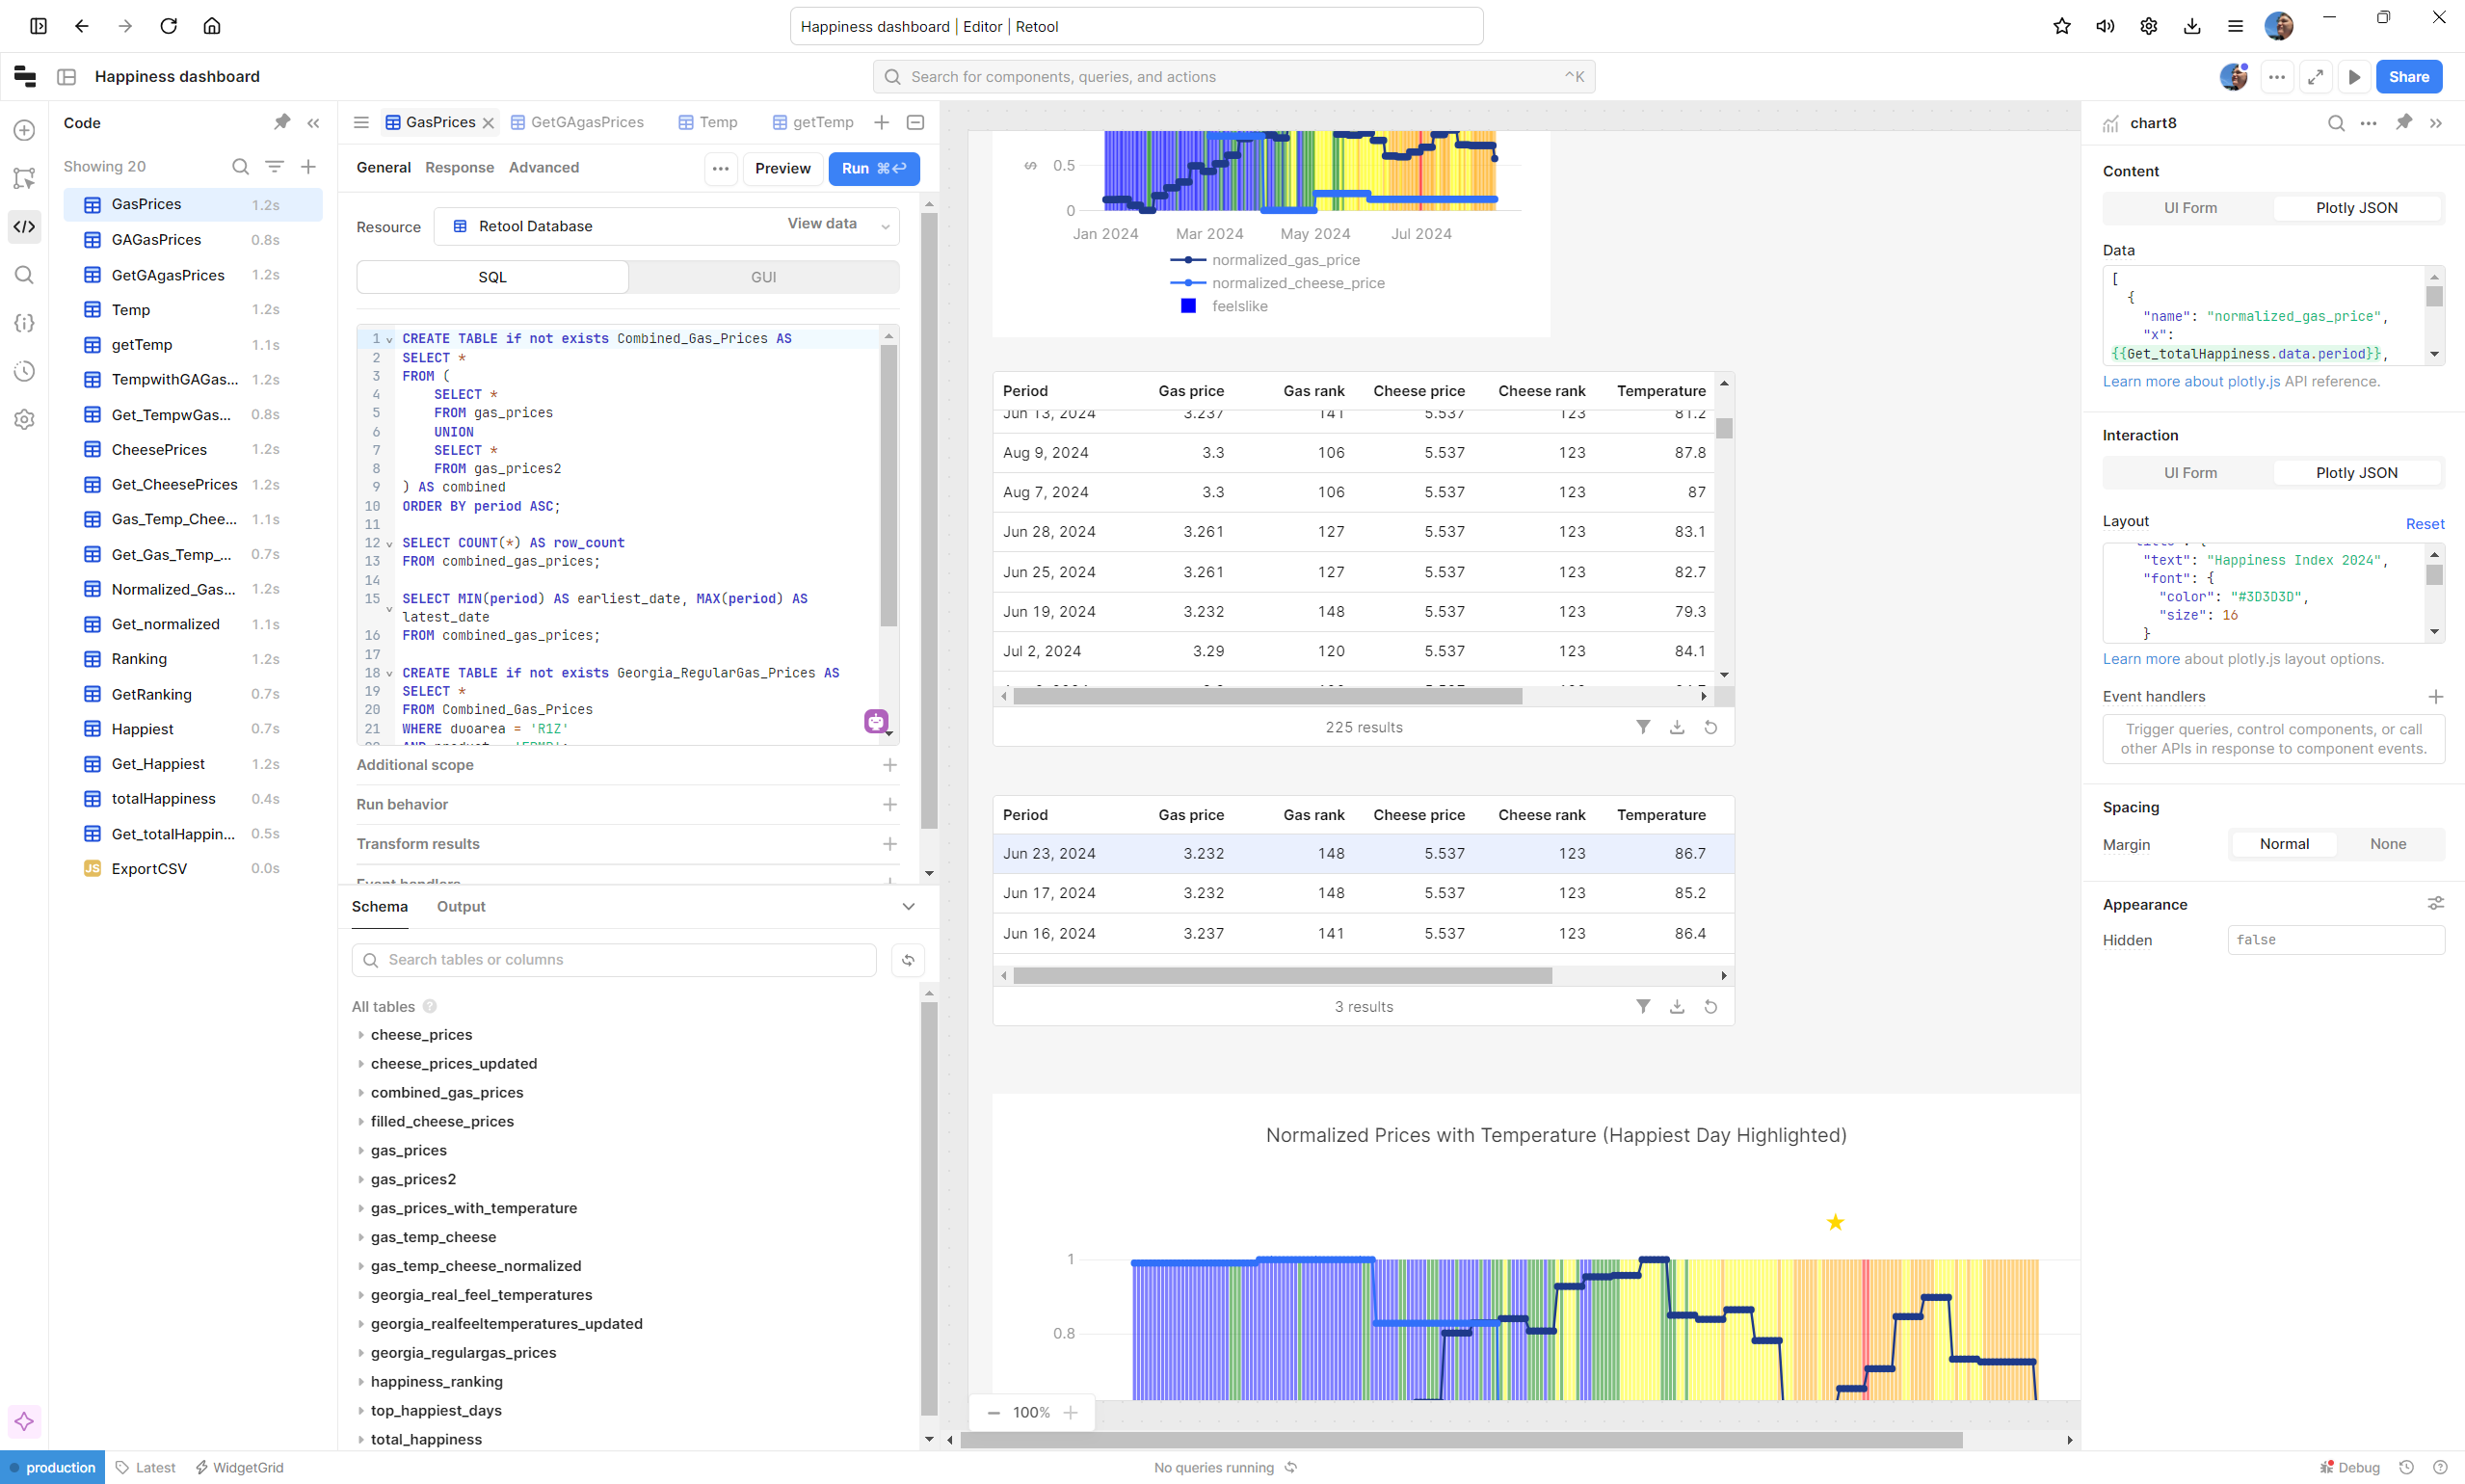 Happiness dashboard | Editor | Retool
Happiness dashboard
Search for components, queries, and actions
^K
Share
Code
Showing 20
GasPrices 1.2s
GAGasPrices 0.8s
GetGAgasPrices 1.2s
Temp 1.2s
getTemp 1.1s
TempwithGAGas... 1.2s
Get_TempwGas... 0.8s
CheesePrices 1.2s
Get_CheesePrices 1.2s
Gas_Temp_Chee... 1.1s
Get_Gas_Temp_... 0.7s
Normalized_Gas... 1.2s
Get_normalized 1.1s
Ranking 1.2s
GetRanking 0.7s
Happiest 0.7s
Get_Happiest 1.2s
totalHappiness 0.4s
Get_totalHappin... 0.5s
JS ExportCSV 0.0s
GasPrices GetGAgasPrices Temp getTemp
General Response Advanced Preview Run ⌘↩
Resource Retool Database View data
SQL GUI
1 CREATE TABLE if not exists Combined_Gas_Prices AS
2 SELECT *
3 FROM (
4 SELECT *
5 FROM gas_prices
6 UNION
7 SELECT *
8 FROM gas_prices2
9 ) AS combined
10 ORDER BY period ASC;
11
12 SELECT COUNT(*) AS row_count
13 FROM combined_gas_prices;
14
15 SELECT MIN(period) AS earliest_date, MAX(period) AS
latest_date
16 FROM combined_gas_prices;
17
18 CREATE TABLE if not exists Georgia_RegularGas_Prices AS
19 SELECT *
20 FROM Combined_Gas_Prices
21 WHERE duoarea = 'R1Z'
Additional scope
Run behavior
Transform results
Event handlers
Schema Output
Search tables or columns
All tables
cheese_prices
cheese_prices_updated
combined_gas_prices
filled_cheese_prices
gas_prices
gas_prices2
gas_prices_with_temperature
gas_temp_cheese
gas_temp_cheese_normalized
georgia_real_feel_temperatures
georgia_realfeeltemperatures_updated
georgia_regulargas_prices
happiness_ranking
top_happiest_days
total_happiness
$
0.5
0
Jan 2024 Mar 2024 May 2024 Jul 2024
normalized_gas_price
normalized_cheese_price
feelslike
Period Gas price Gas rank Cheese price Cheese rank Temperature
Jun 13, 2024 3.237 141 5.537 123 81.2
Aug 9, 2024 3.3 106 5.537 123 87.8
Aug 7, 2024 3.3 106 5.537 123 87
Jun 28, 2024 3.261 127 5.537 123 83.1
Jun 25, 2024 3.261 127 5.537 123 82.7
Jun 19, 2024 3.232 148 5.537 123 79.3
Jul 2, 2024 3.29 120 5.537 123 84.1
225 results
Period Gas price Gas rank Cheese price Cheese rank Temperature
Jun 23, 2024 3.232 148 5.537 123 86.7
Jun 17, 2024 3.232 148 5.537 123 85.2
Jun 16, 2024 3.237 141 5.537 123 86.4
3 results
Normalized Prices with Temperature (Happiest Day Highlighted)
1
0.8
100%
chart8
Content
UI Form Plotly JSON
Data
[
{
"name": "normalized_gas_price",
"x":
{{Get_totalHappiness.data.period}},
Learn more about plotly.js API reference.
Interaction
UI Form Plotly JSON
Layout Reset
"text": "Happiness Index 2024",
"font": {
"color": "#3D3D3D",
"size": 16
}
Learn more about plotly.js layout options.
Event handlers
Trigger queries, control components, or call
other APIs in response to component events.
Spacing
Margin Normal None
Appearance
Hidden false
production Latest WidgetGrid
No queries running
Debug